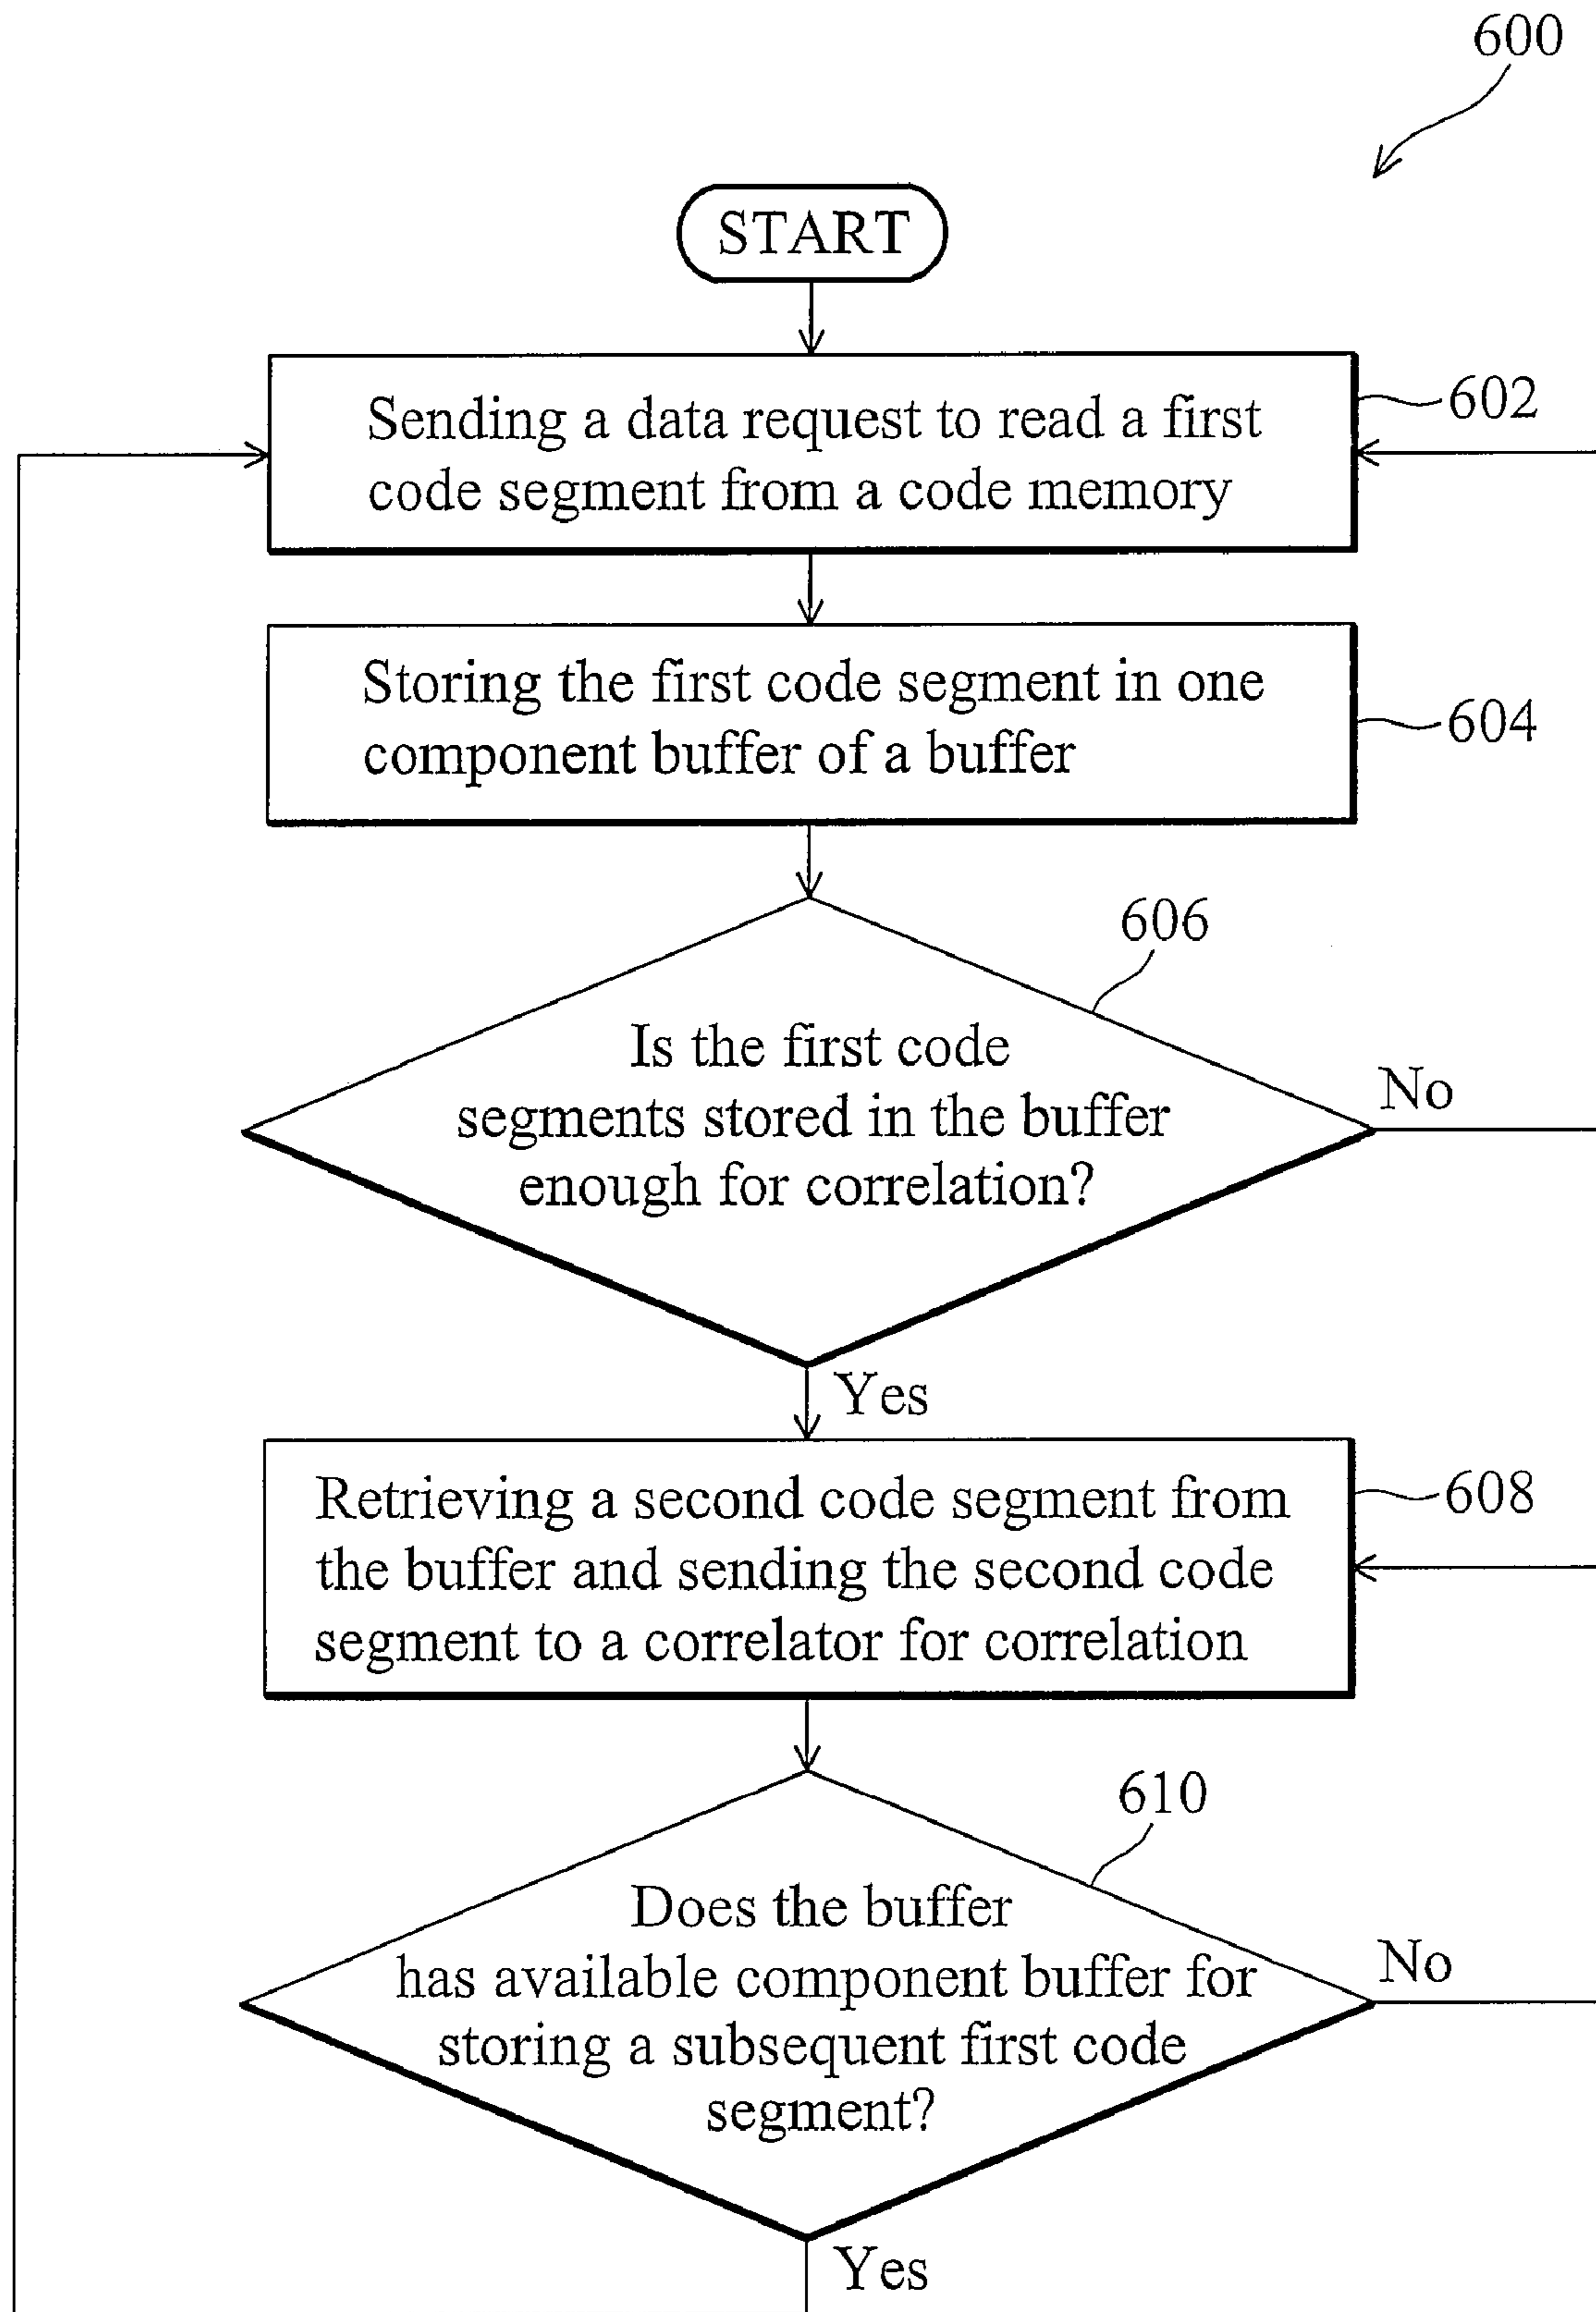 600
START
Sending a data request to read a first
code segment from a code memory
602
Storing the first code segment in one
component buffer of a buffer
604
606
Is the first code
segments stored in the buffer
enough for correlation?
No
Yes
Retrieving a second code segment from
the buffer and sending the second code
segment to a correlator for correlation
608
610
Does the buffer
has available component buffer for
storing a subsequent first code
segment?
No
Yes